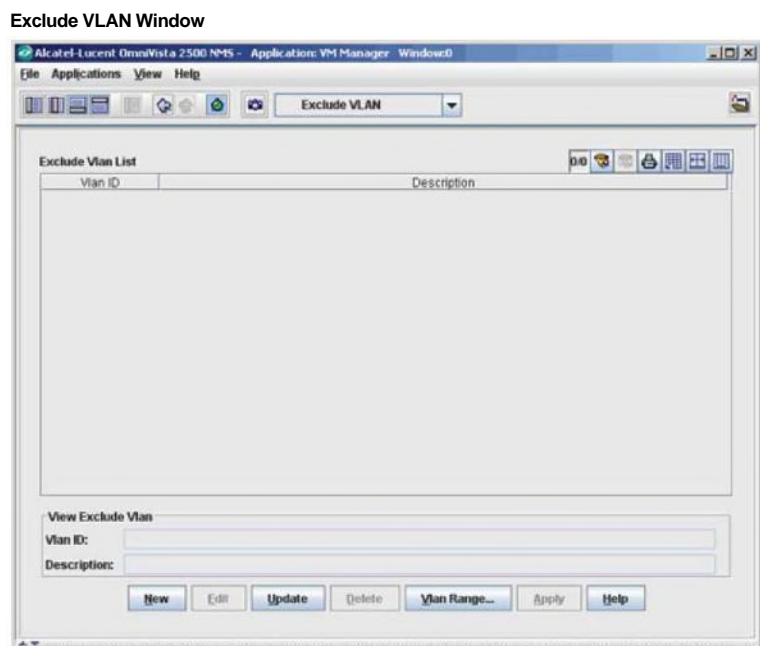 Exclude VLAN Window
Alcatel-Lucent OmniVista 2500 NMS - Application: VM Manager Window:0
File Applications View Help
Exclude VLAN
Exclude Vlan List
0/0
Vlan ID Description
View Exclude Vlan
Vlan ID:
Description:
New Edit Update Delete Vlan Range... Apply Help